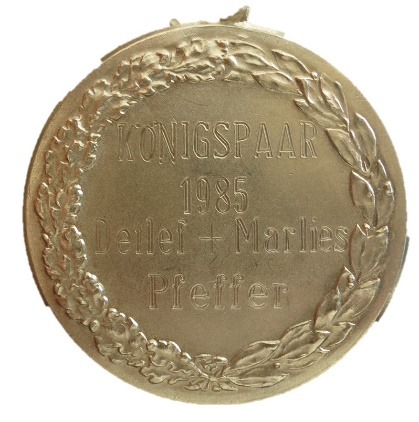 KÖNIGSPAAR
1985
Detlef + Marlies
Pfeffer